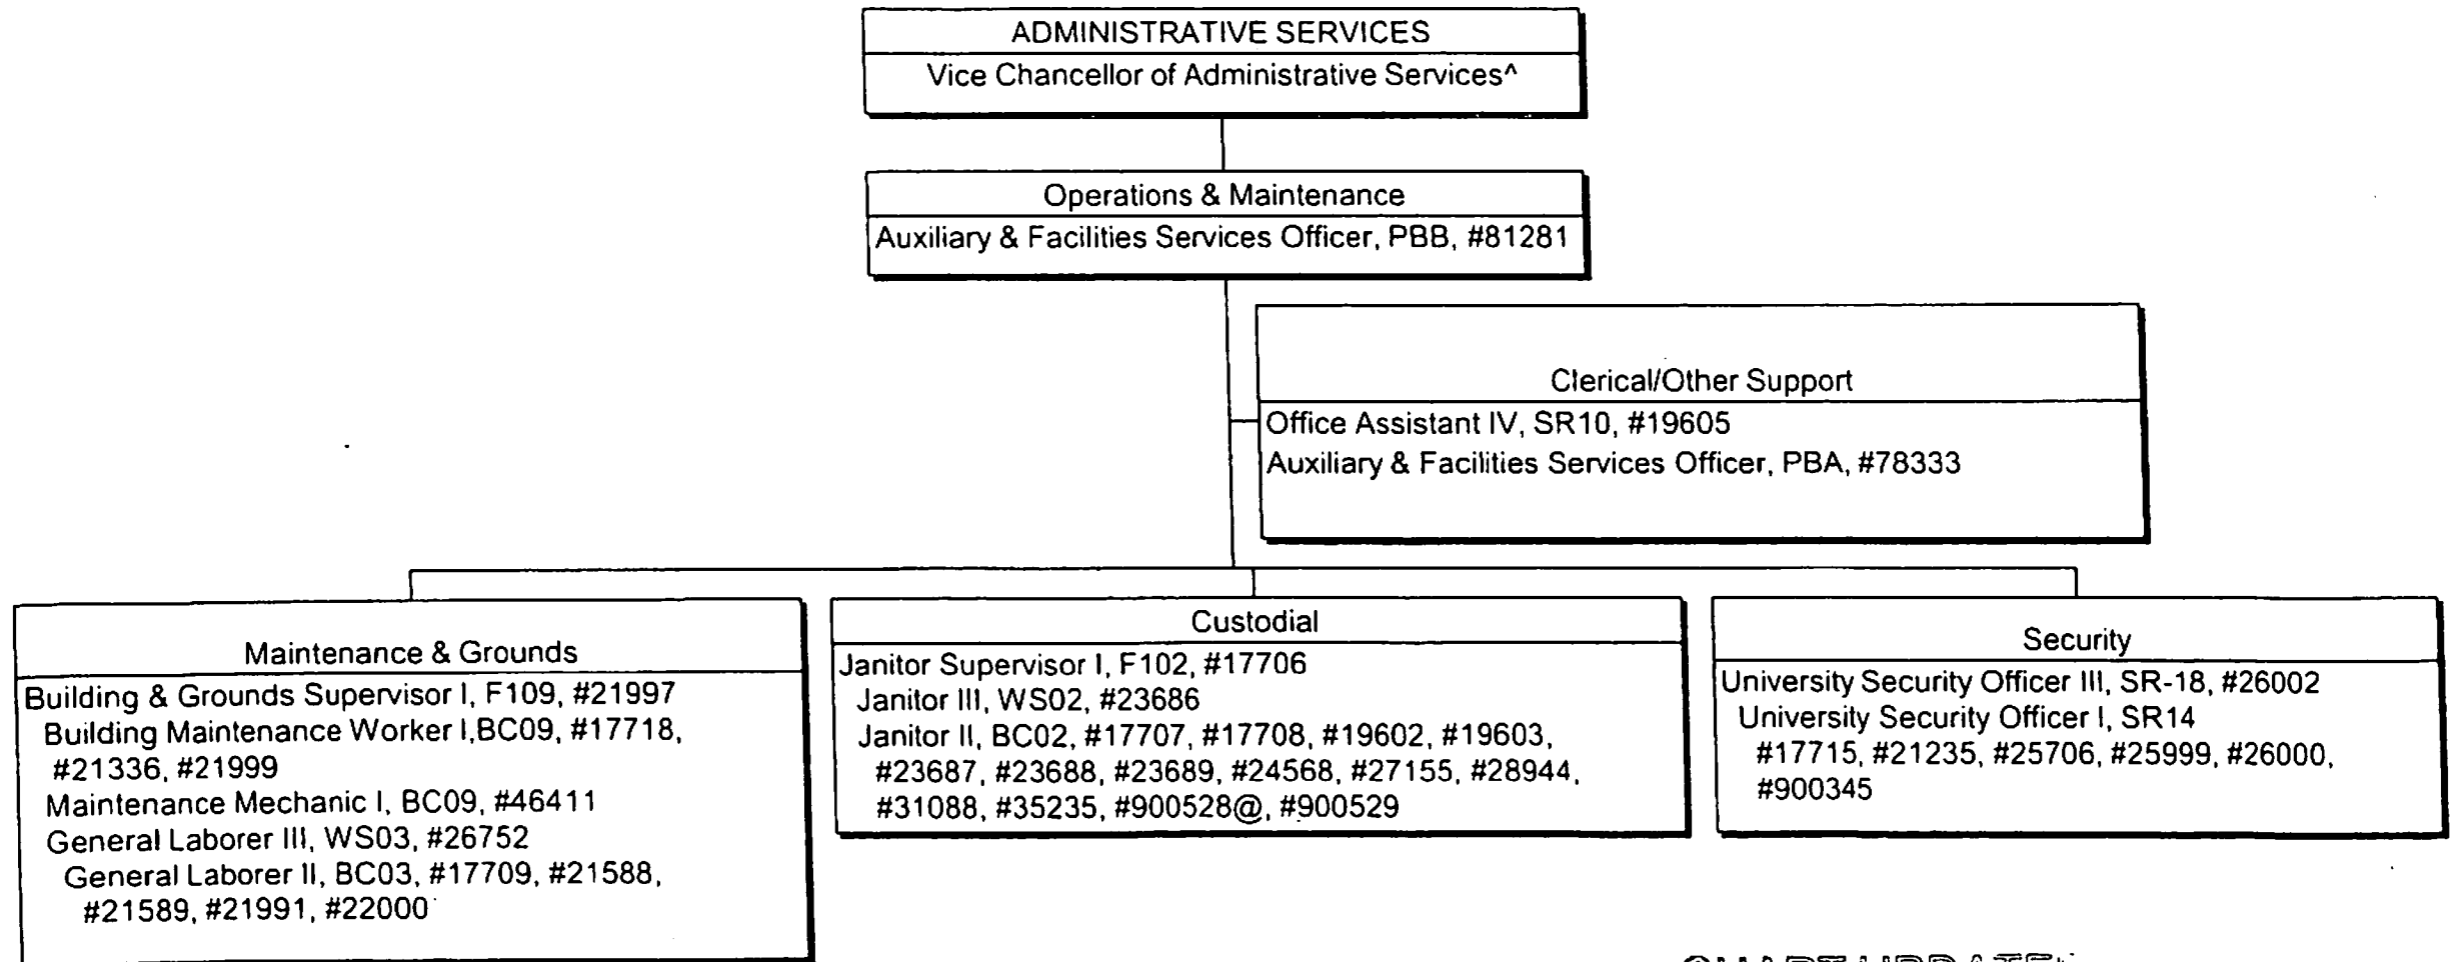 ADMINISTRATIVE SERVICES
Vice Chancellor of Administrative Services^
Operations & Maintenance
Auxiliary & Facilities Services Officer, PBB, #81281
Clerical/Other Support
Office Assistant IV, SR10, #19605
Auxiliary & Facilities Services Officer, PBA, #78333
Maintenance & Grounds
Building & Grounds Supervisor I, F109, #21997
Building Maintenance Worker I,BC09, #17718,
#21336, #21999
Maintenance Mechanic I, BC09, #46411
General Laborer III, WS03, #26752
General Laborer II, BC03, #17709, #21588,
#21589, #21991, #22000
Custodial
Janitor Supervisor I, F102, #17706
Janitor III, WS02, #23686
Janitor II, BC02, #17707, #17708, #19602, #19603,
#23687, #23688, #23689, #24568, #27155, #28944,
#31088, #35235, #900528@, #900529
Security
University Security Officer III, SR-18, #26002
University Security Officer I, SR14
#17715, #21235, #25706, #25999, #26000,
#900345